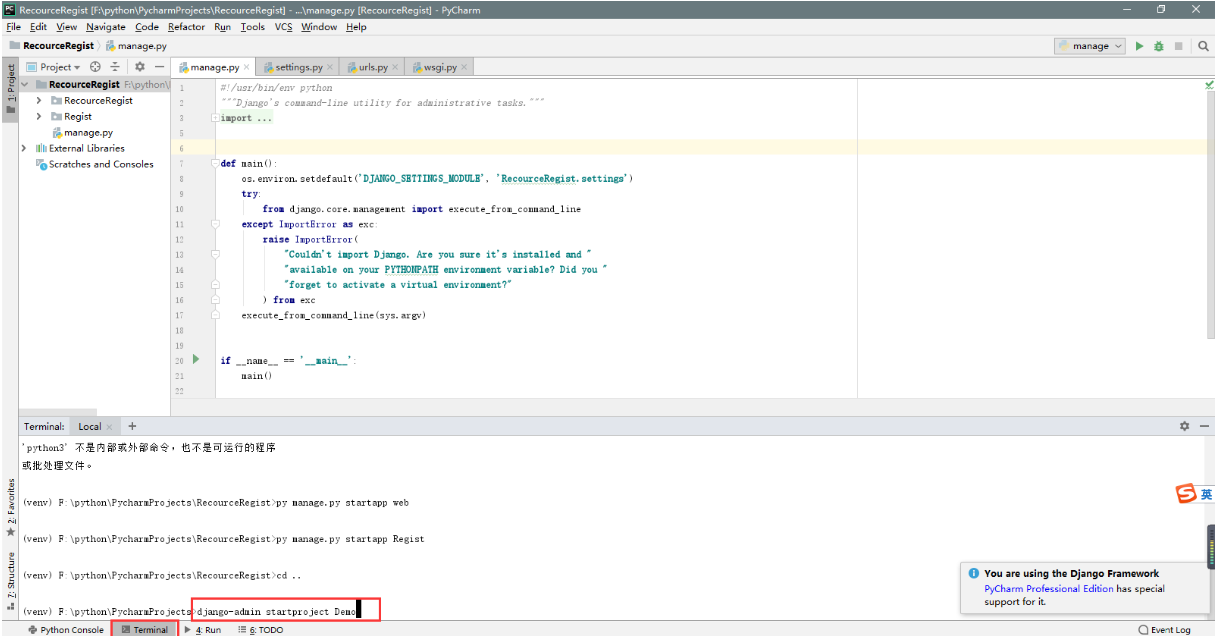 RecourceRegist [F:\python\PycharmProjects\RecourceRegist] - ...\manage.py [RecourceRegist] - PyCharm
File Edit View Navigate Code Refactor Run Tools VCS Window Help
RecourceRegist manage.py manage
1: Project
Project
manage.py settings.py urls.py wsgi.py
RecourceRegist F:\python\
RecourceRegist
Regist
manage.py
External Libraries
Scratches and Consoles
1 #!/usr/bin/env python
2 """Django's command-line utility for administrative tasks."""
3 import ...
5
6
7 def main():
8 os.environ.setdefault('DJANGO_SETTINGS_MODULE', 'RecourceRegist.settings')
9 try:
10 from django.core.management import execute_from_command_line
11 except ImportError as exc:
12 raise ImportError(
13 "Couldn't import Django. Are you sure it's installed and "
14 "available on your PYTHONPATH environment variable? Did you "
15 "forget to activate a virtual environment?"
16 ) from exc
17 execute_from_command_line(sys.argv)
18
19
20 if __name__ == '__main__':
21 main()
22
Terminal: Local +
'python3' 不是内部或外部命令，也不是可运行的程序
或批处理文件。
(venv) F:\python\PycharmProjects\RecourceRegist>py manage.py startapp web
(venv) F:\python\PycharmProjects\RecourceRegist>py manage.py startapp Regist
(venv) F:\python\PycharmProjects\RecourceRegist>cd ..
(venv) F:\python\PycharmProjects>django-admin startproject Demo
2: Favorites
Z: Structure
S 英
You are using the Django Framework
PyCharm Professional Edition has special
support for it.
Python Console Terminal 4: Run 6: TODO Event Log